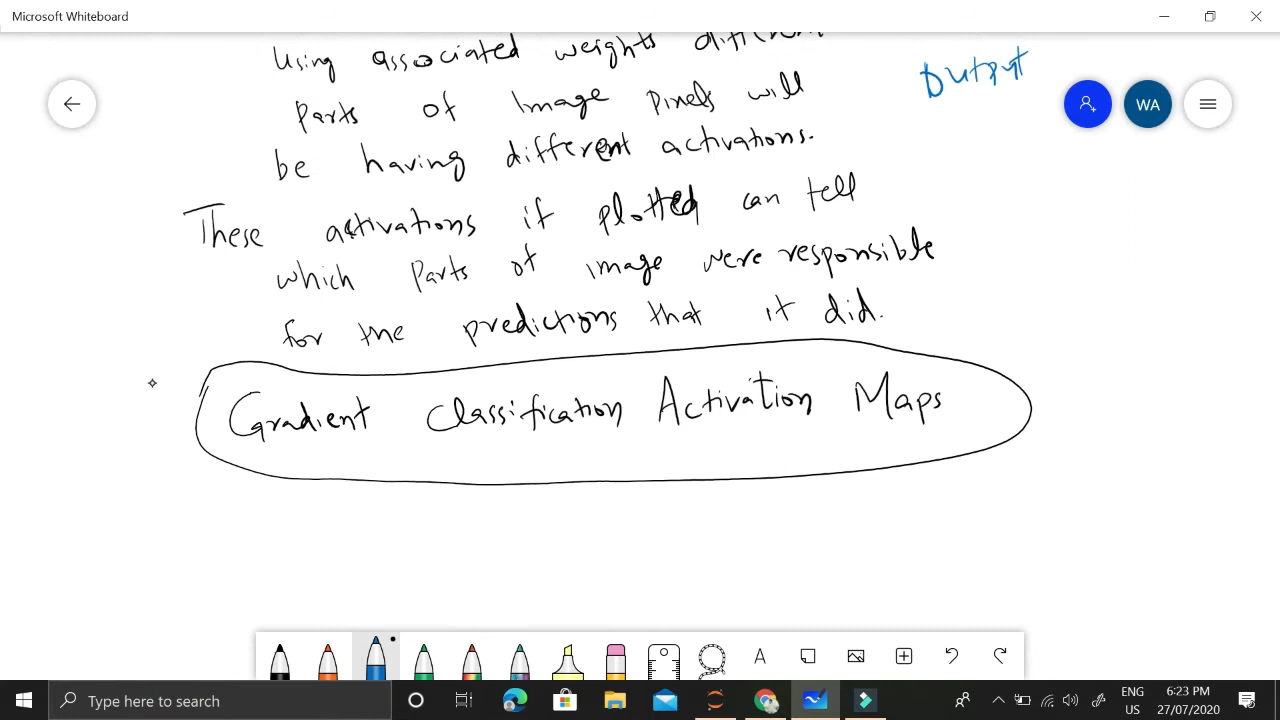 Microsoft Whiteboard
Using associated weights different
Output
parts of Image pixels will
be having different activations.
These activations if plotted can tell
which parts of image were responsible
for the predictions that it did.
Gradient Classification Activation Maps
WA
A
Type here to search
ENG
US
6:23 PM
27/07/2020